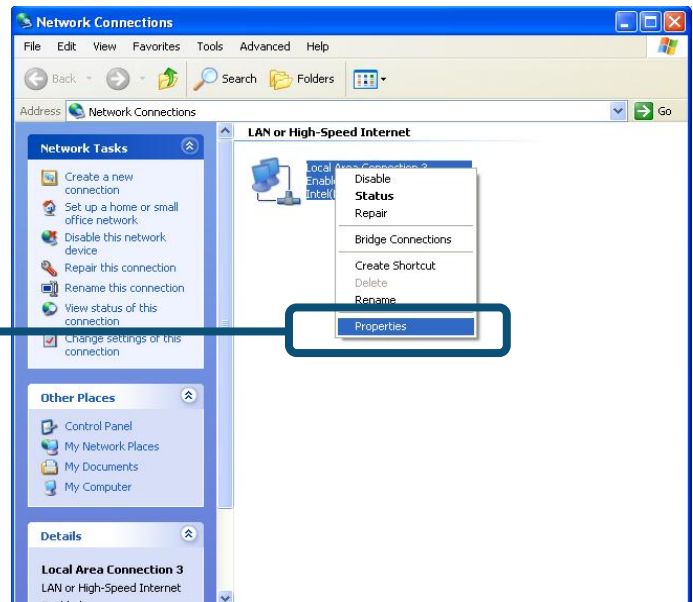 Network Connections
File Edit View Favorites Tools Advanced Help
Back Search Folders
Address Network Connections Go
Network Tasks
Create a new
connection
Set up a home or small
office network
Disable this network
device
Repair this connection
Rename this connection
View status of this
connection
Change settings of this
connection
Other Places
Control Panel
My Network Places
My Documents
My Computer
Details
Local Area Connection 3
LAN or High-Speed Internet
LAN or High-Speed Internet
Local Area Connection 3
Disable
Status
Repair
Bridge Connections
Create Shortcut
Delete
Rename
Properties